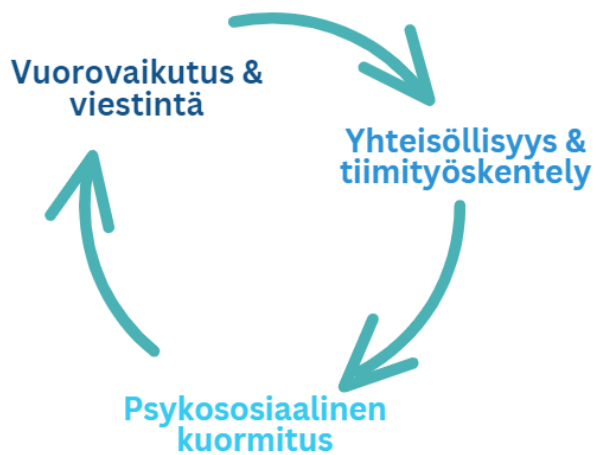 Vuorovaikutus &
viestintä
Yhteisöllisyys &
tiimityöskentely
Psykososiaalinen
kuormitus